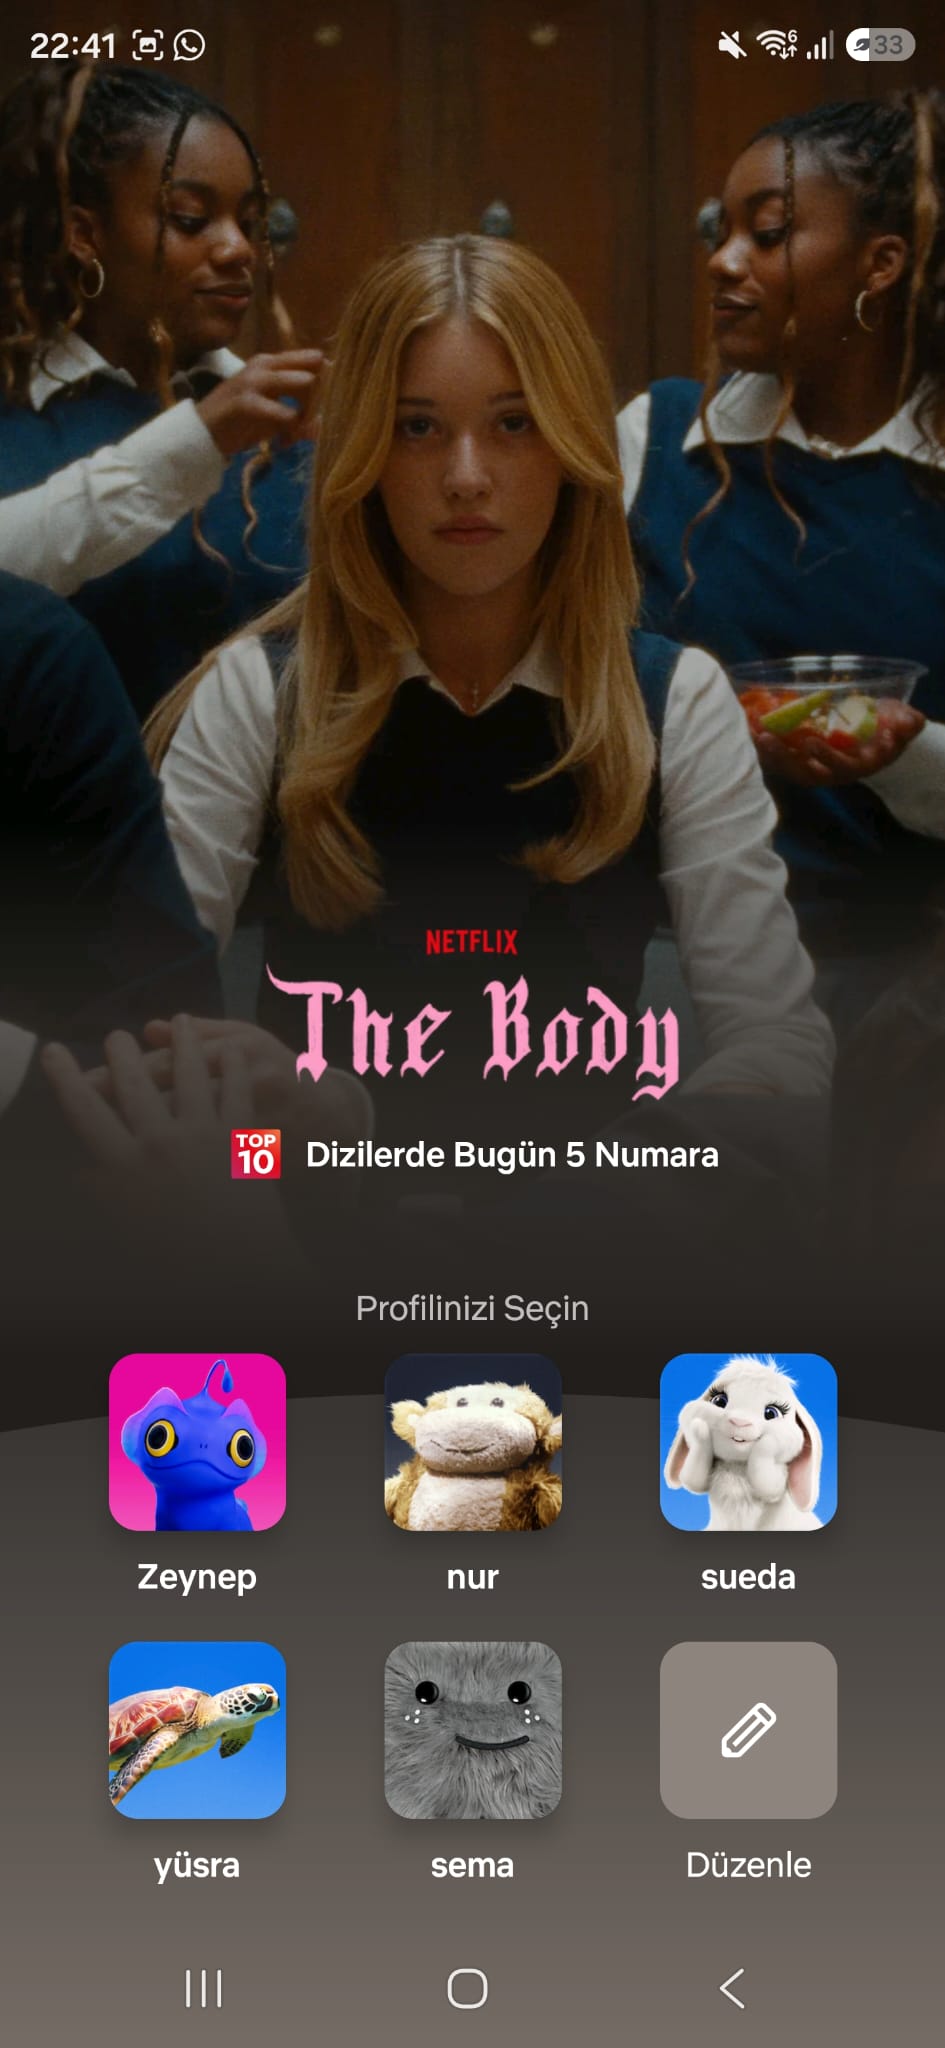 22:41
6
33
NETFLIX
The Body
TOP
10
Dizilerde Bugün 5 Numara
Profilinizi Seçin
Zeynep
nur
sueda
yüsra
sema
Düzenle